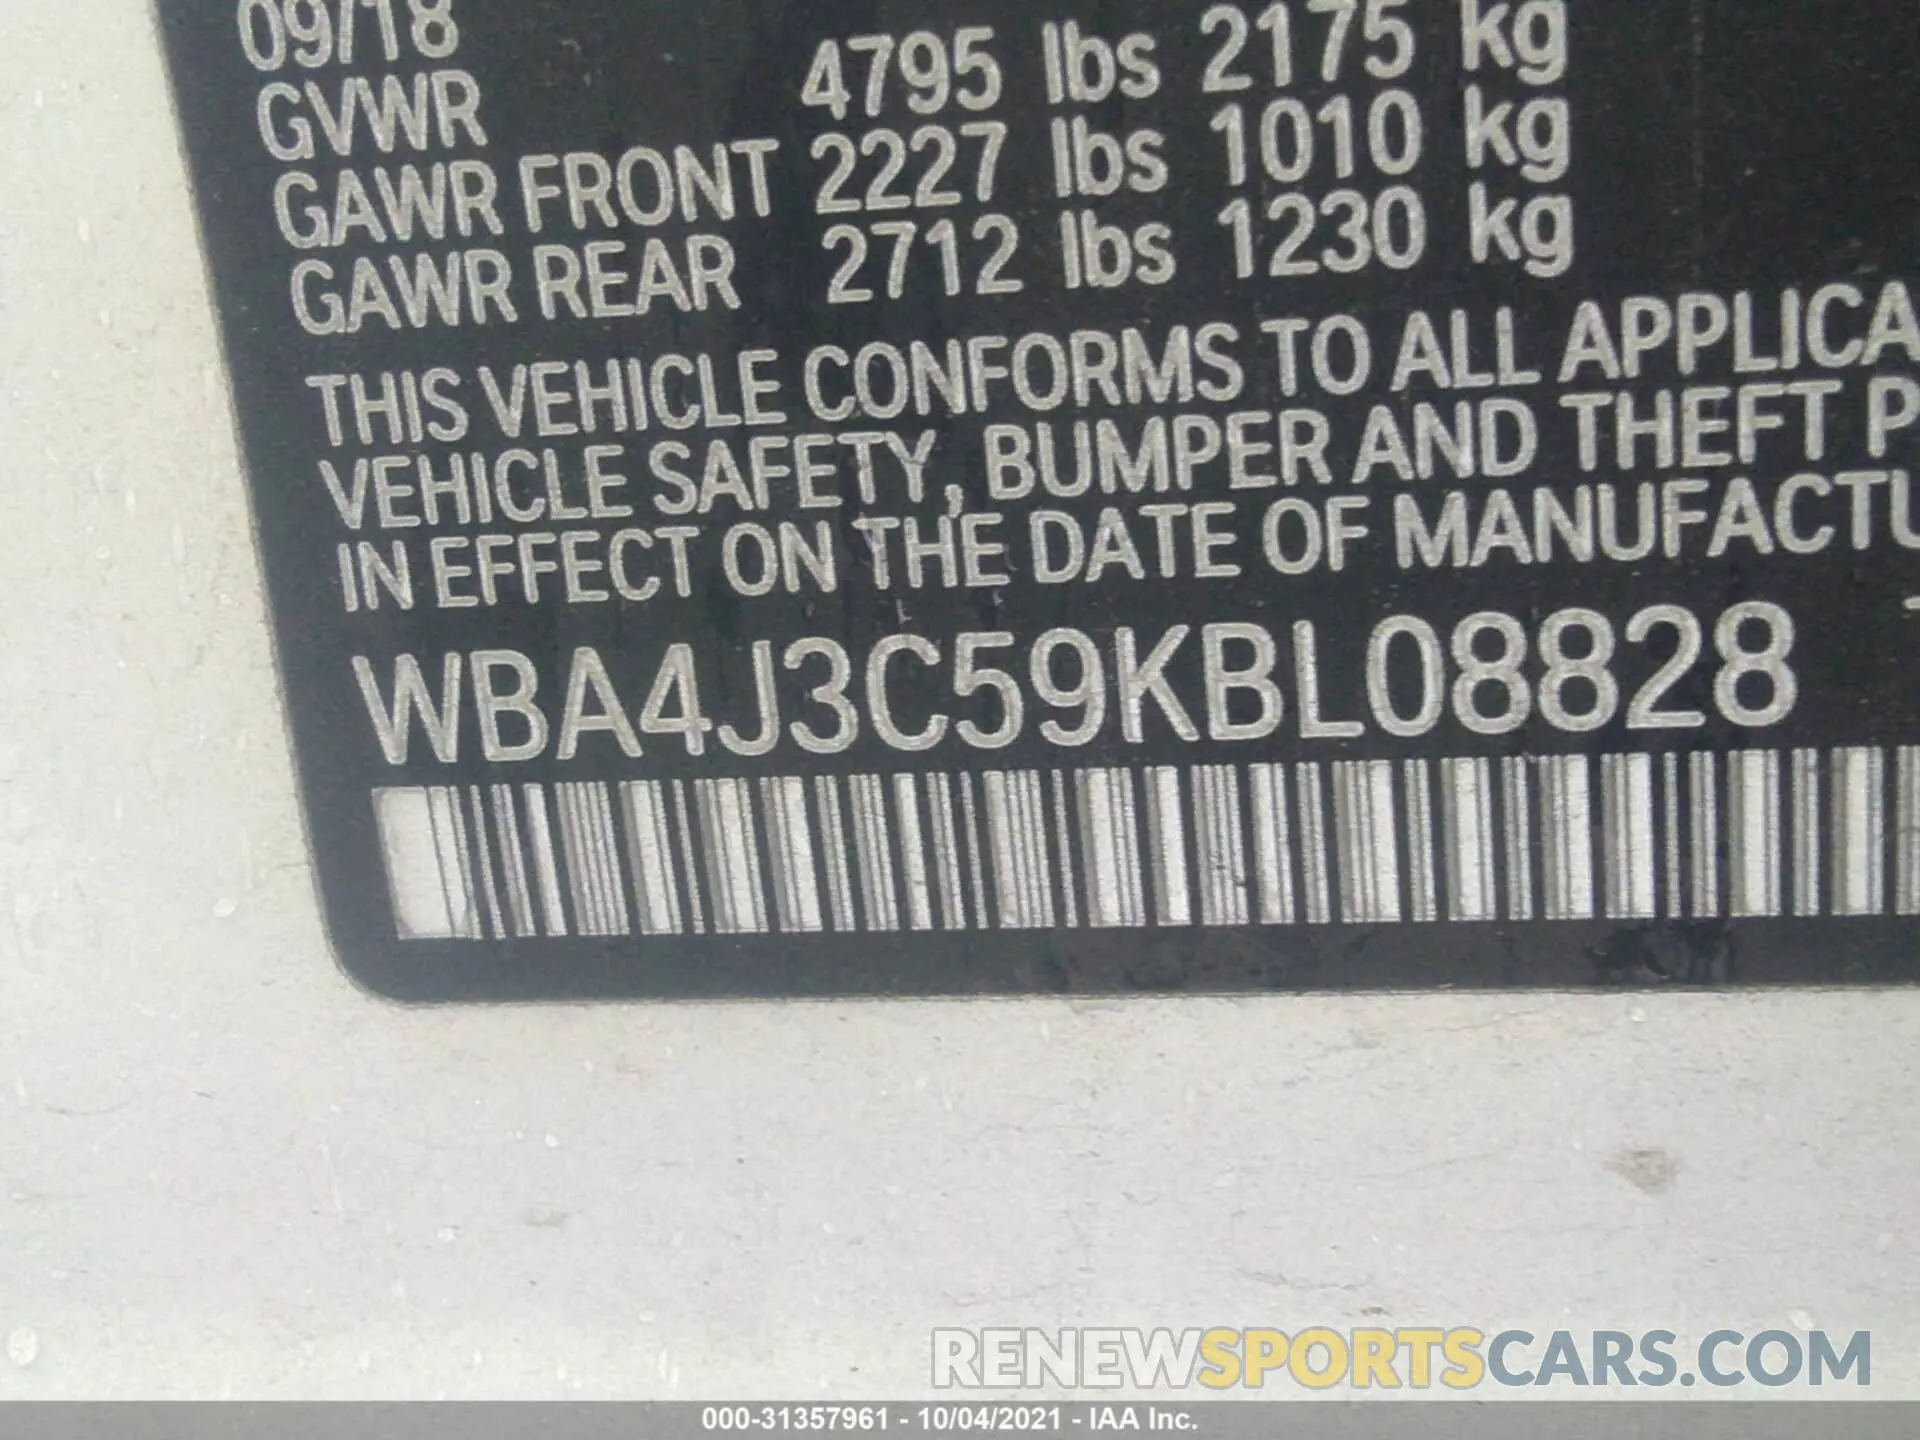 09/18
GVWR 4795 lbs 2175 kg
GAWR FRONT 2227 lbs 1010 kg
GAWR REAR 2712 lbs 1230 kg
THIS VEHICLE CONFORMS TO ALL APPLICA
VEHICLE SAFETY, BUMPER AND THEFT P
IN EFFECT ON THE DATE OF MANUFACTU
WBA4J3C59KBL08828
RENEWSPORTSCARS.COM
000-31357961 - 10/04/2021 - IAA Inc.